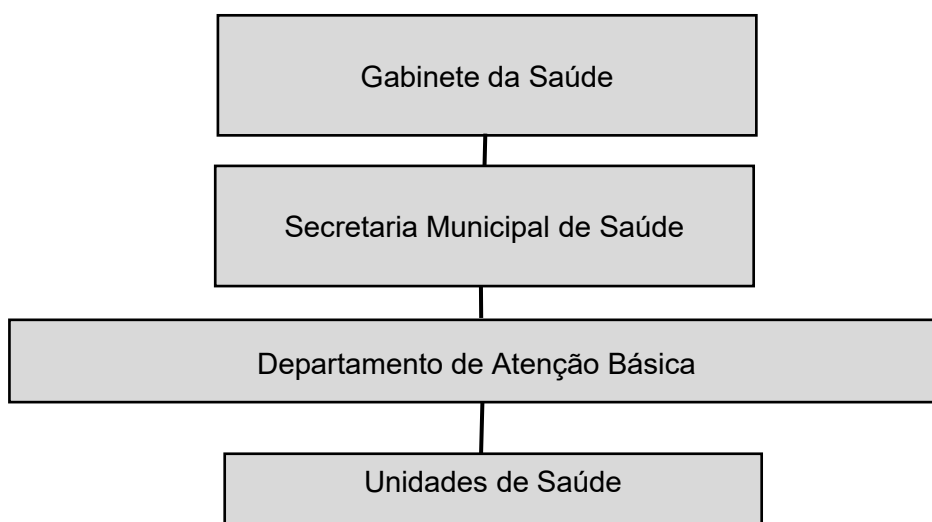 Gabinete da Saúde
Secretaria Municipal de Saúde
Departamento de Atenção Básica
Unidades de Saúde